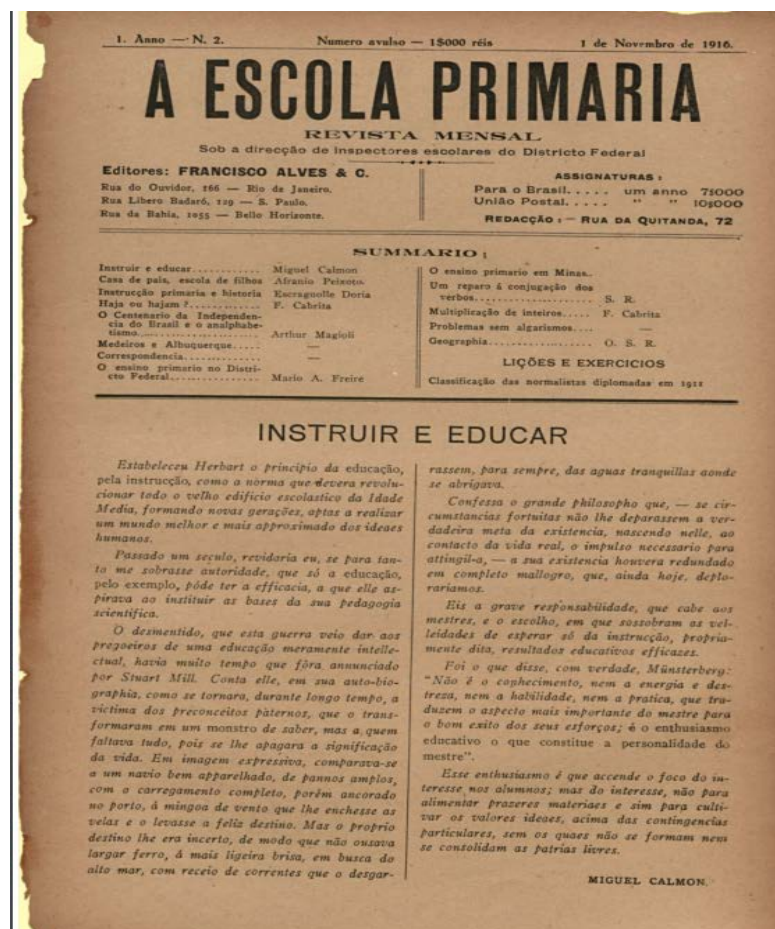 1. Anno — N. 2.
Numero avulso — 1$000 réis
1 de Novembro de 1916.
A ESCOLA PRIMARIA
REVISTA MENSAL
Sob a direcção de inspectores escolares do Districto Federal
Editores: FRANCISCO ALVES & C.
Rua do Ouvidor, 166 — Rio de Janeiro.
Rua Libero Badaró, 129 — S. Paulo.
Rua da Bahia, 1055 — Bello Horizonte.
ASSIGNATURAS:
Para o Brasil..... um anno 7$000
União Postal..... " " 10$000
REDACÇÃO: — RUA DA QUITANDA, 72
SUMMARIO:
Instruir e educar........... Miguel Calmon
Casa de pais, escola de filhos Afranio Peixoto.
Instrucção primaria e historia Escragnolle Doria
Haja ou hajam?............ F. Cabrita
O Centenario da Independen-
cia do Brasil e o analphabe-
tismo.................. Arthur Magioli
Medeiros e Albuquerque..... —
Correspondencia............ —
O ensino primario no Distri-
cto Federal............... Mario A. Freire
O ensino primario em Minas..
Um reparo á conjugação dos
verbos.................. S. R.
Multiplicação de inteiros..... F. Cabrita
Problemas sem algarismos.... —
Geographia.................. O. S. R.
LIÇÕES E EXERCICIOS
Classificação das normalistas diplomadas em 1911
INSTRUIR E EDUCAR
Estabeleceu Herbart o principio da educação,
pela instrucção, como a norma que devera revolu-
cionar todo o velho edificio escolastico da Idade
Media, formando novas gerações, aptas a realizar
um mundo melhor e mais approximado dos ideaes
humanos.
Passado um seculo, revidaria eu, se para tan-
to me sobrasse autoridade, que só a educação,
pelo exemplo, póde ter a efficacia, a que elle as-
pirava ao instituir as bases da sua pedagogia
scientifica.
O desmentido, que esta guerra veio dar aos
pregoeiros de uma educação meramente intelle-
ctual, havia muito tempo que fôra annunciado
por Stuart Mill. Conta elle, em sua auto-bio-
graphia, como se tornara, durante longo tempo, a
victima dos preconceitos paternos, que o trans-
formaram em um monstro de saber, mas a quem
faltava tudo, pois se lhe apagara a significação
da vida. Em imagem expressiva, comparava-se
a um navio bem apparelhado, de pannos amplos,
com o carregamento completo, porém ancorado
no porto, á mingoa de vento que lhe enchesse as
velas e o levasse a feliz destino. Mas o proprio
destino lhe era incerto, de modo que não ousava
largar ferro, á mais ligeira brisa, em busca do
alto mar, com receio de correntes que o desgar-
rassem, para sempre, das aguas tranquillas aonde
se abrigava.
Confessa o grande philosopho que, — se cir-
cumstancias fortuitas não lhe deparassem a ver-
dadeira meta da existencia, nascendo nelle, ao
contacto da vida real, o impulso necessario para
attingil-a, — a sua existencia houvera redundado
em completo mallogro, que, ainda hoje, deplo-
rariamos.
Eis a grave responsabilidade, que cabe aos
mestres, e o escolho, em que sossobram as vel-
leidades de esperar só da instrucção, propria-
mente dita, resultados educativos efficazes.
Foi o que disse, com verdade, Münsterberg:
"Não é o conhecimento, nem a energia e des-
treza, nem a habilidade, nem a pratica, que tra-
duzem o aspecto mais importante do mestre para
o bom exito dos seus esforços; é o enthusiasmo
educativo o que constitue a personalidade do
mestre".
Esse enthusiasmo é que accende o foco do in-
teresse nos alumnos; mas do interesse, não para
alimentar prazeres materiaes e sim para culti-
var os valores ideaes, acima das contingencias
particulares, sem os quaes não se formam nem
se consolidam as patrias livres.
MIGUEL CALMON.